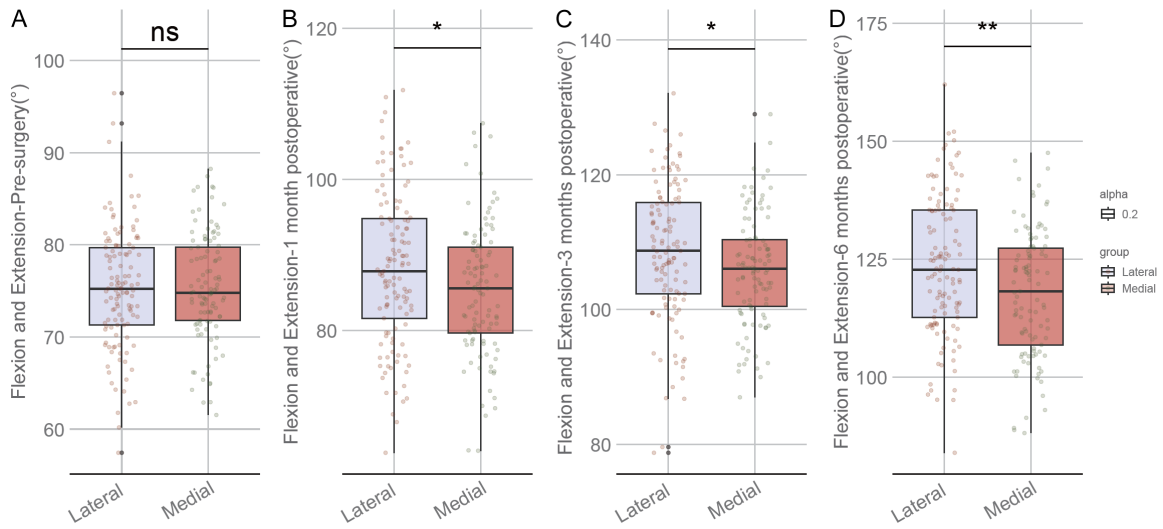 A
ns
Flexion and Extension-Pre-surgery(°)
100
90
80
70
60
Lateral
Medial
B
*
Flexion and Extension-1 month postoperative(°)
120
100
80
Lateral
Medial
C
*
Flexion and Extension-3 months postoperative(°)
140
120
100
80
Lateral
Medial
D
**
Flexion and Extension-6 months postoperative(°)
175
150
125
100
Lateral
Medial
alpha
0.2
group
Lateral
Medial